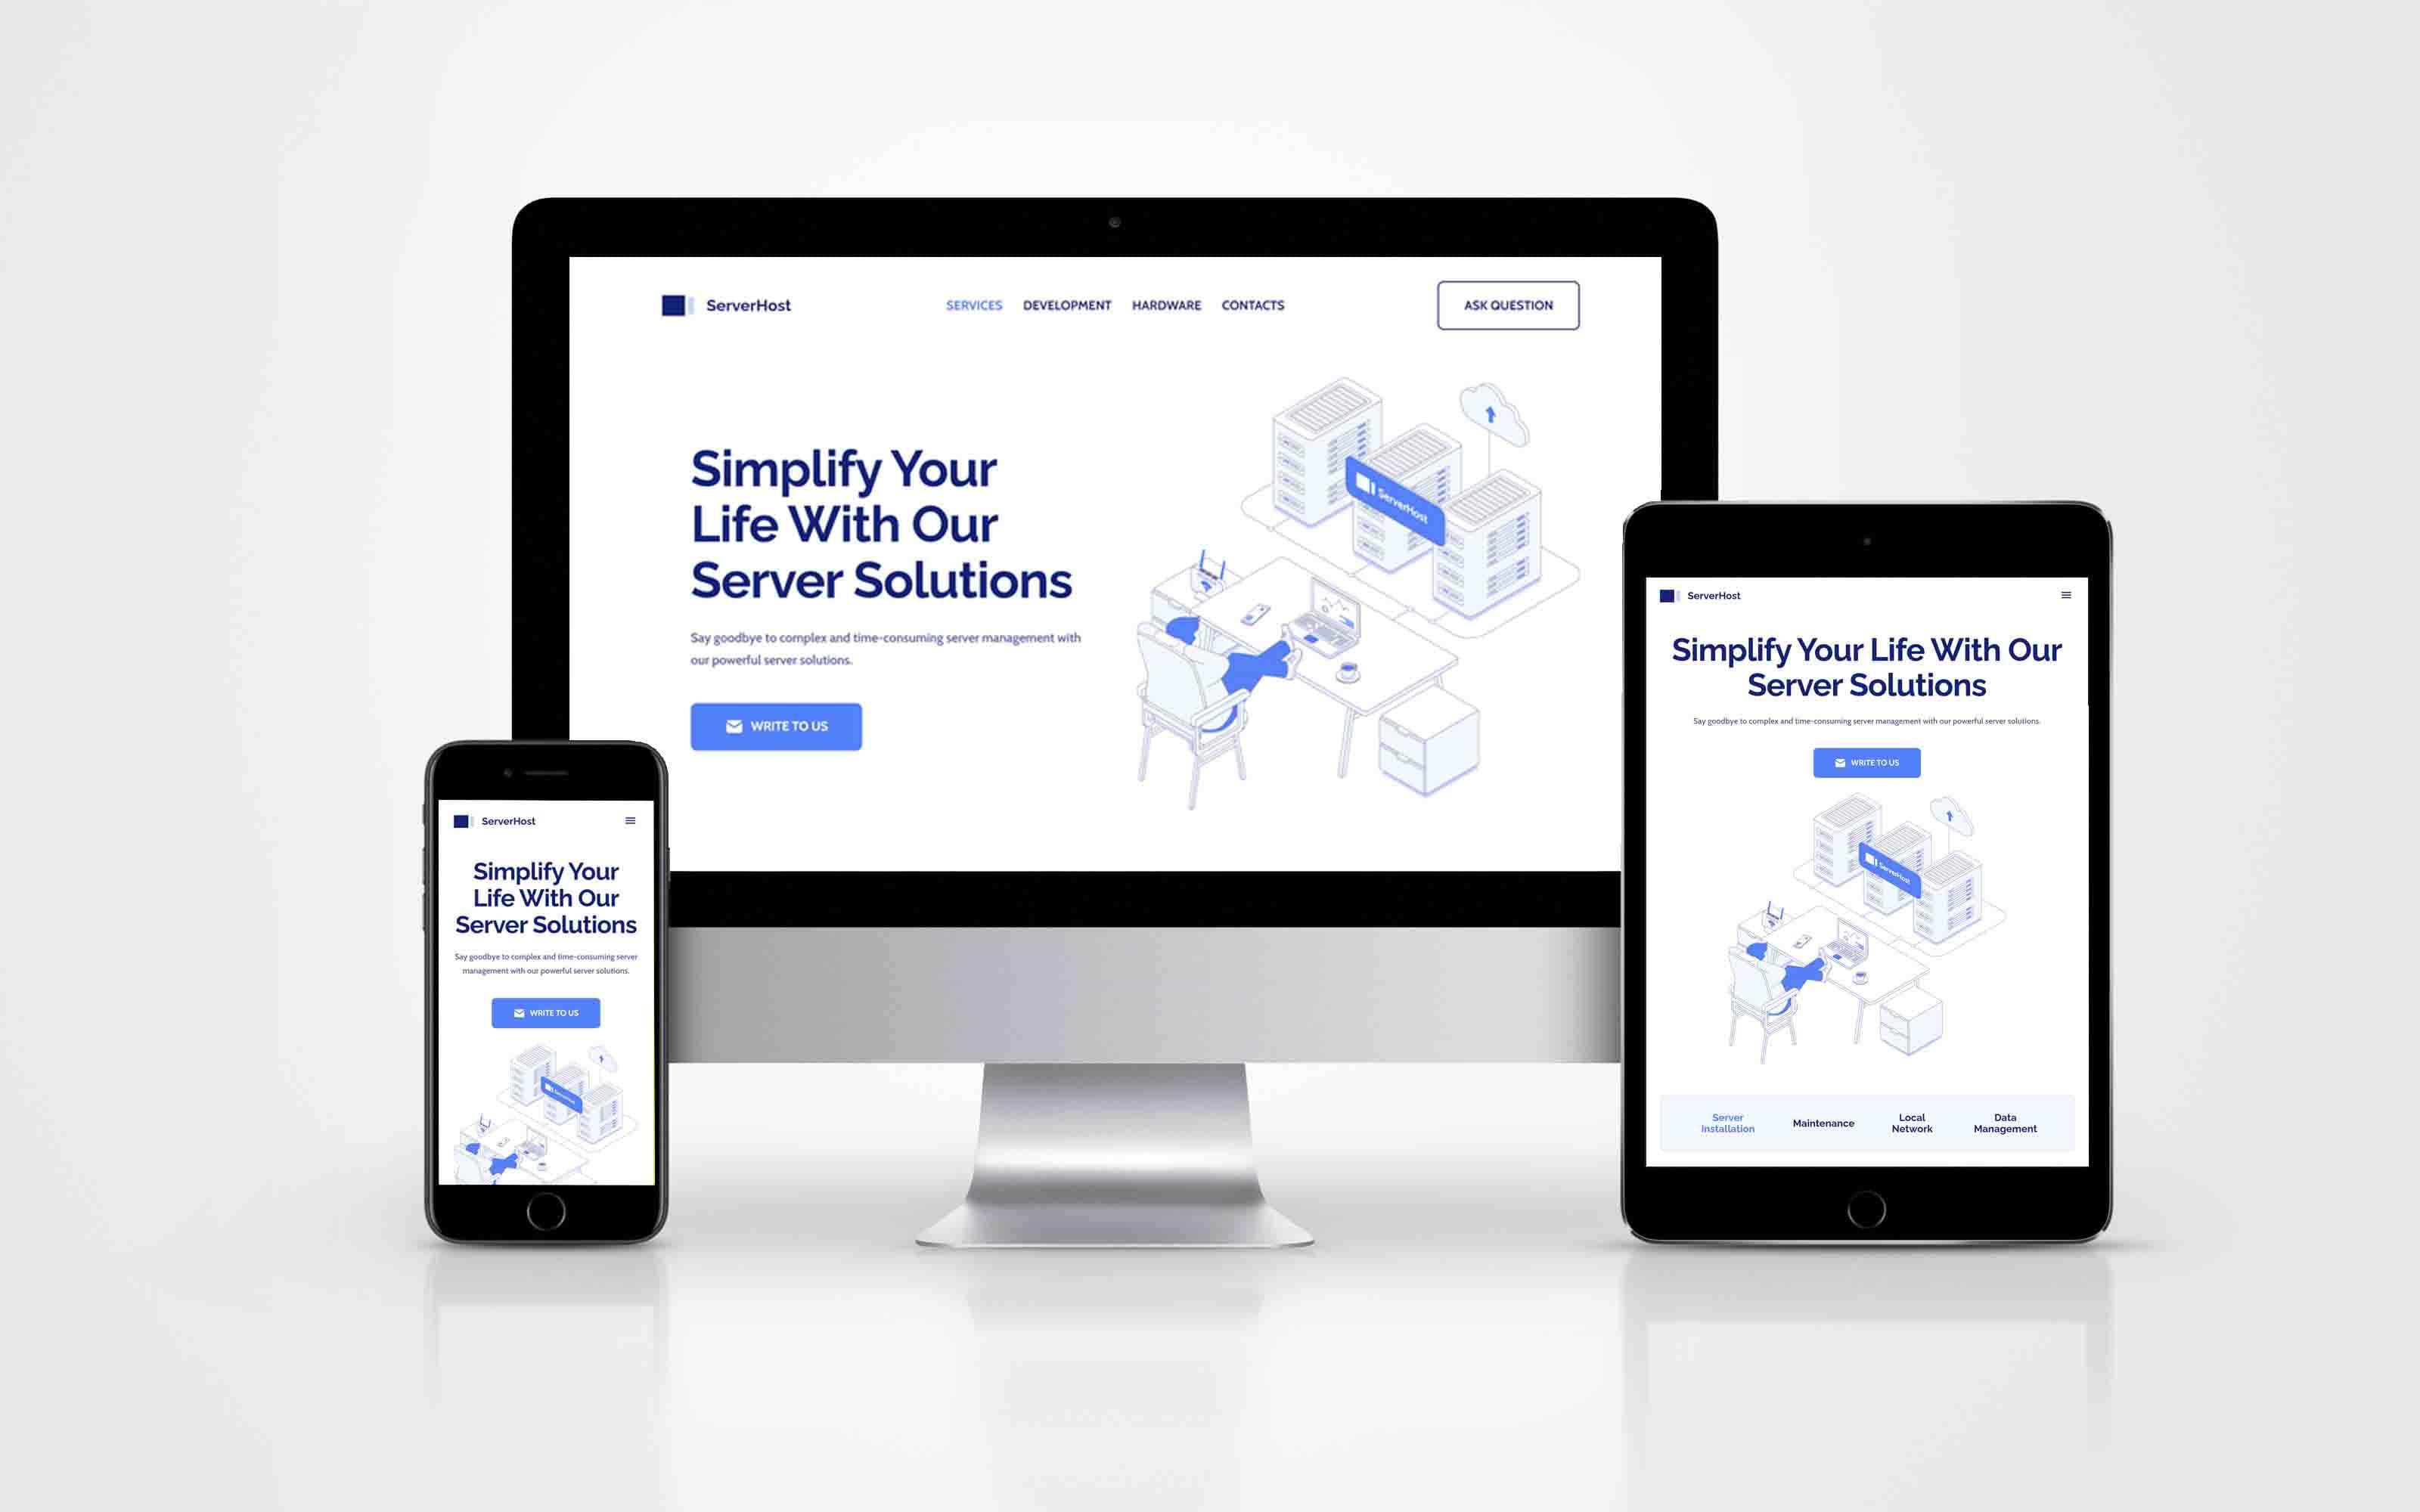 ServerHost
SERVICES DEVELOPMENT HARDWARE CONTACTS
ASK QUESTION
Simplify Your
Life With Our
Server Solutions
Say goodbye to complex and time-consuming server management with
our powerful server solutions.
WRITE TO US
ServerHost
ServerHost
Simplify Your
Life With Our
Server Solutions
Say goodbye to complex and time-consuming server
management with our powerful server solutions.
WRITE TO US
ServerHost
ServerHost
Simplify Your Life With Our
Server Solutions
Say goodbye to complex and time-consuming server management with our powerful server solutions.
WRITE TO US
ServerHost
Server
Installation
Maintenance
Local
Network
Data
Management